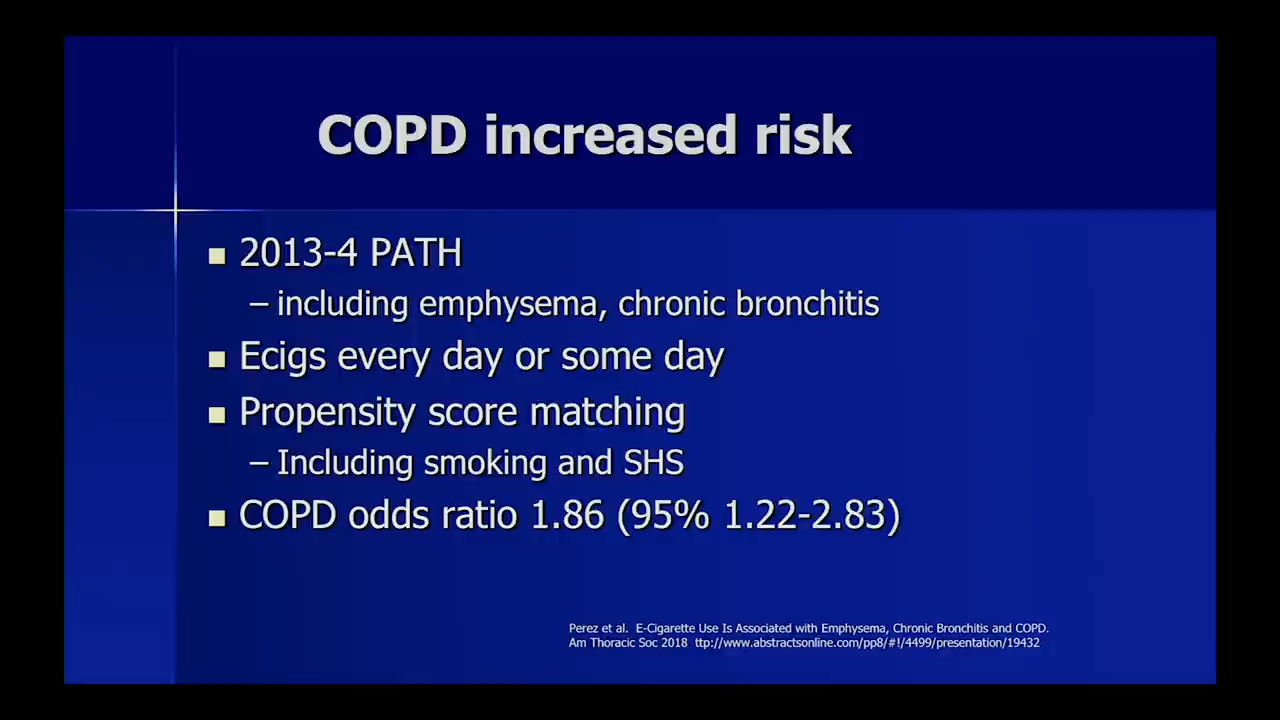 COPD increased risk
2013-4 PATH
– including emphysema, chronic bronchitis
Ecigs every day or some day
Propensity score matching
– Including smoking and SHS
COPD odds ratio 1.86 (95% 1.22-2.83)
Perez et al. E-Cigarette Use Is Associated with Emphysema, Chronic Bronchitis and COPD.
Am Thoracic Soc 2018 ttp://www.abstractsonline.com/pp8/#!/4499/presentation/19432